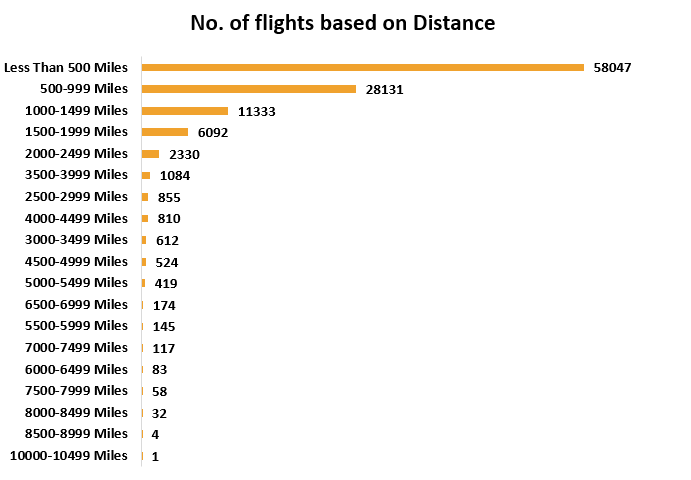 No. of flights based on Distance
Less Than 500 Miles 58047
500-999 Miles 28131
1000-1499 Miles 11333
1500-1999 Miles 6092
2000-2499 Miles 2330
3500-3999 Miles 1084
2500-2999 Miles 855
4000-4499 Miles 810
3000-3499 Miles 612
4500-4999 Miles 524
5000-5499 Miles 419
6500-6999 Miles 174
5500-5999 Miles 145
7000-7499 Miles 117
6000-6499 Miles 83
7500-7999 Miles 58
8000-8499 Miles 32
8500-8999 Miles 4
10000-10499 Miles 1